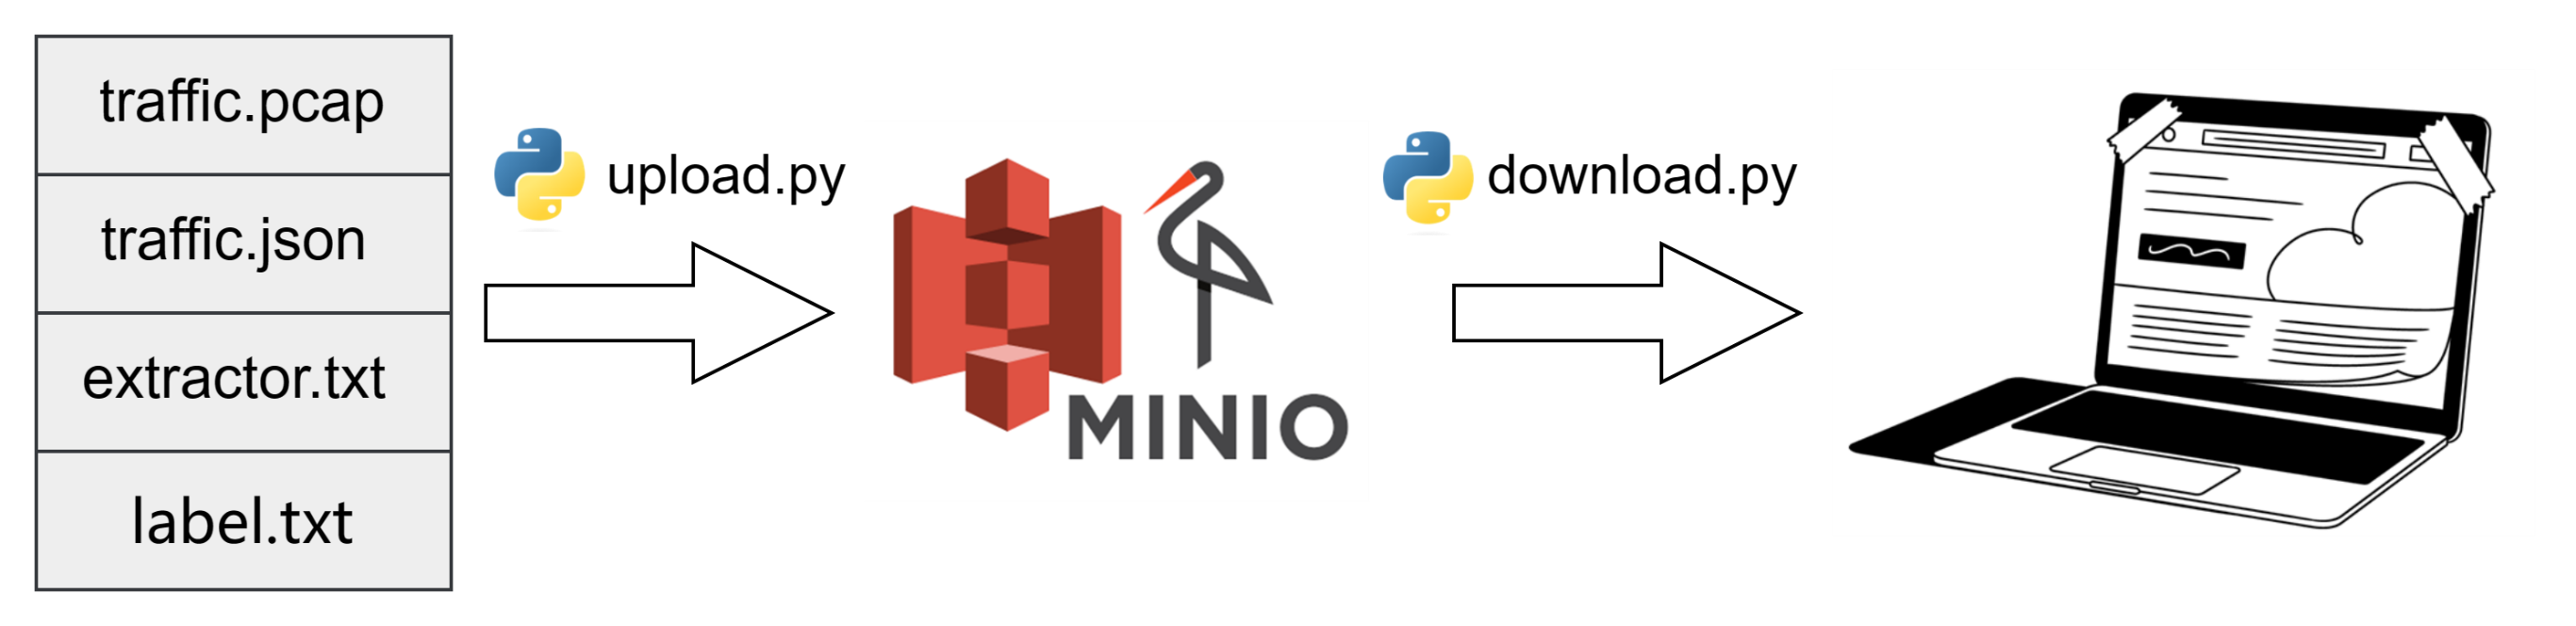 traffic.pcap
traffic.json
extractor.txt
label.txt
upload.py
MINIO
download.py